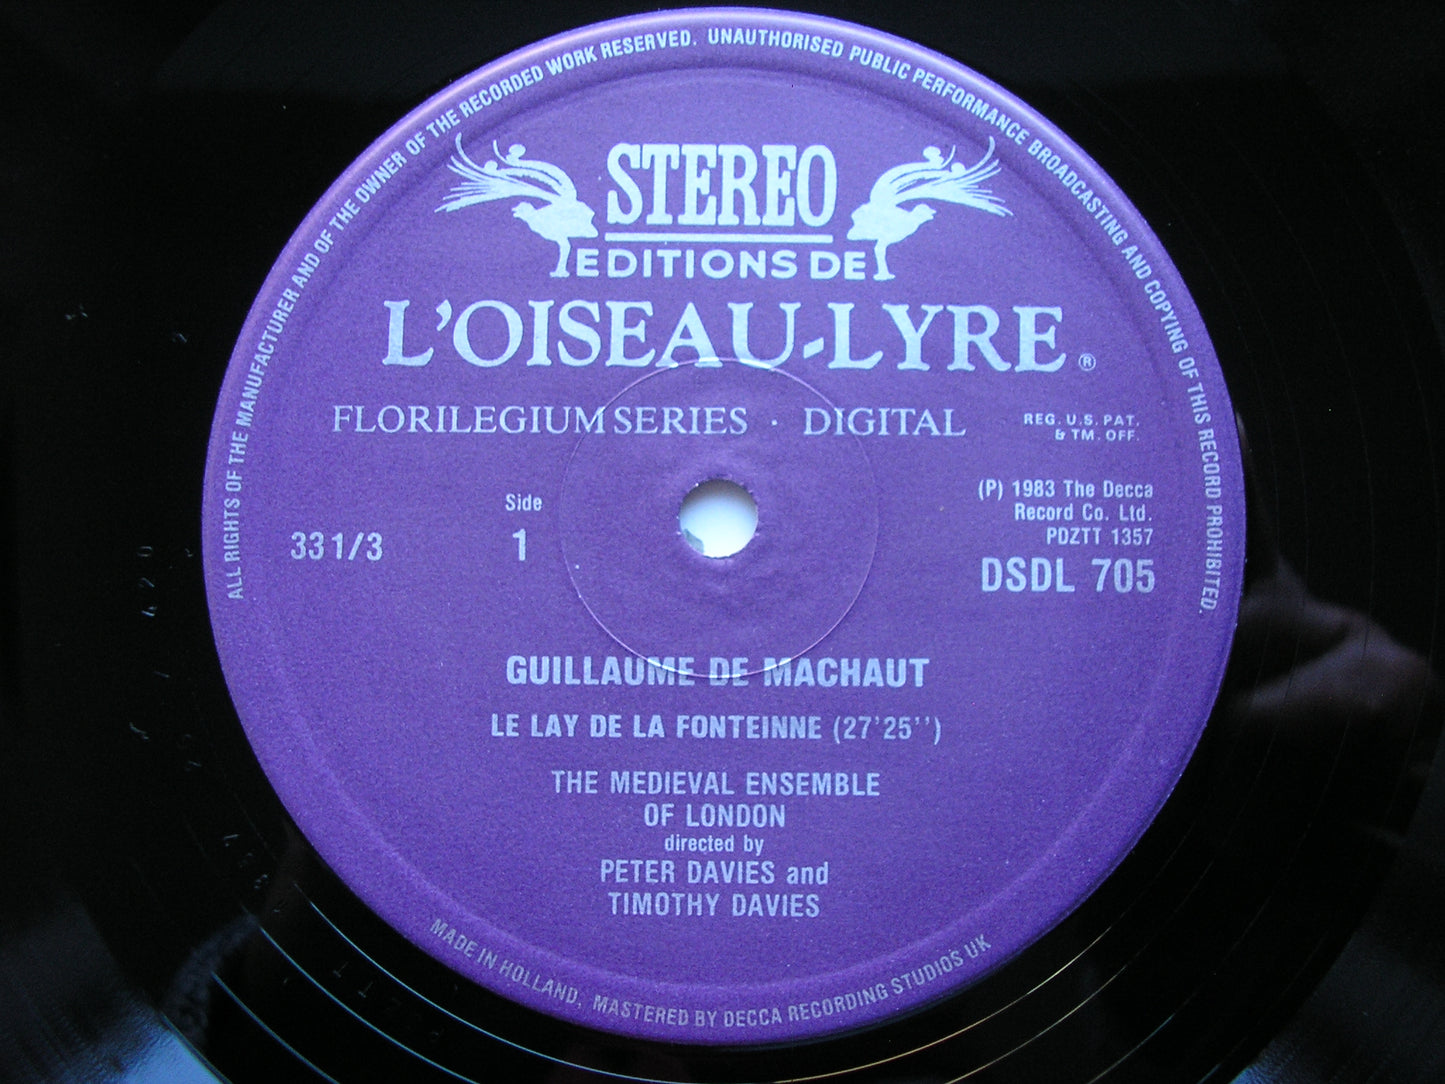 ALL RIGHTS OF THE MANUFACTURER AND OF THE OWNER OF THE RECORDED WORK RESERVED. UNAUTHORISED PUBLIC PERFORMANCE BROADCASTING AND COPYING OF THIS RECORD PROHIBITED.
STEREO
EDITIONS DE
L'OISEAU-LYRE ®
FLORILEGIUM SERIES · DIGITAL
REG. U.S. PAT.
& TM. OFF.
(P) 1983 The Decca
Record Co. Ltd.
PDZTT 1357
DSDL 705
Side
1
33 1/3
GUILLAUME DE MACHAUT
LE LAY DE LA FONTEINNE (27'25'')
THE MEDIEVAL ENSEMBLE
OF LONDON
directed by
PETER DAVIES and
TIMOTHY DAVIES
MADE IN HOLLAND, MASTERED BY DECCA RECORDING STUDIOS UK